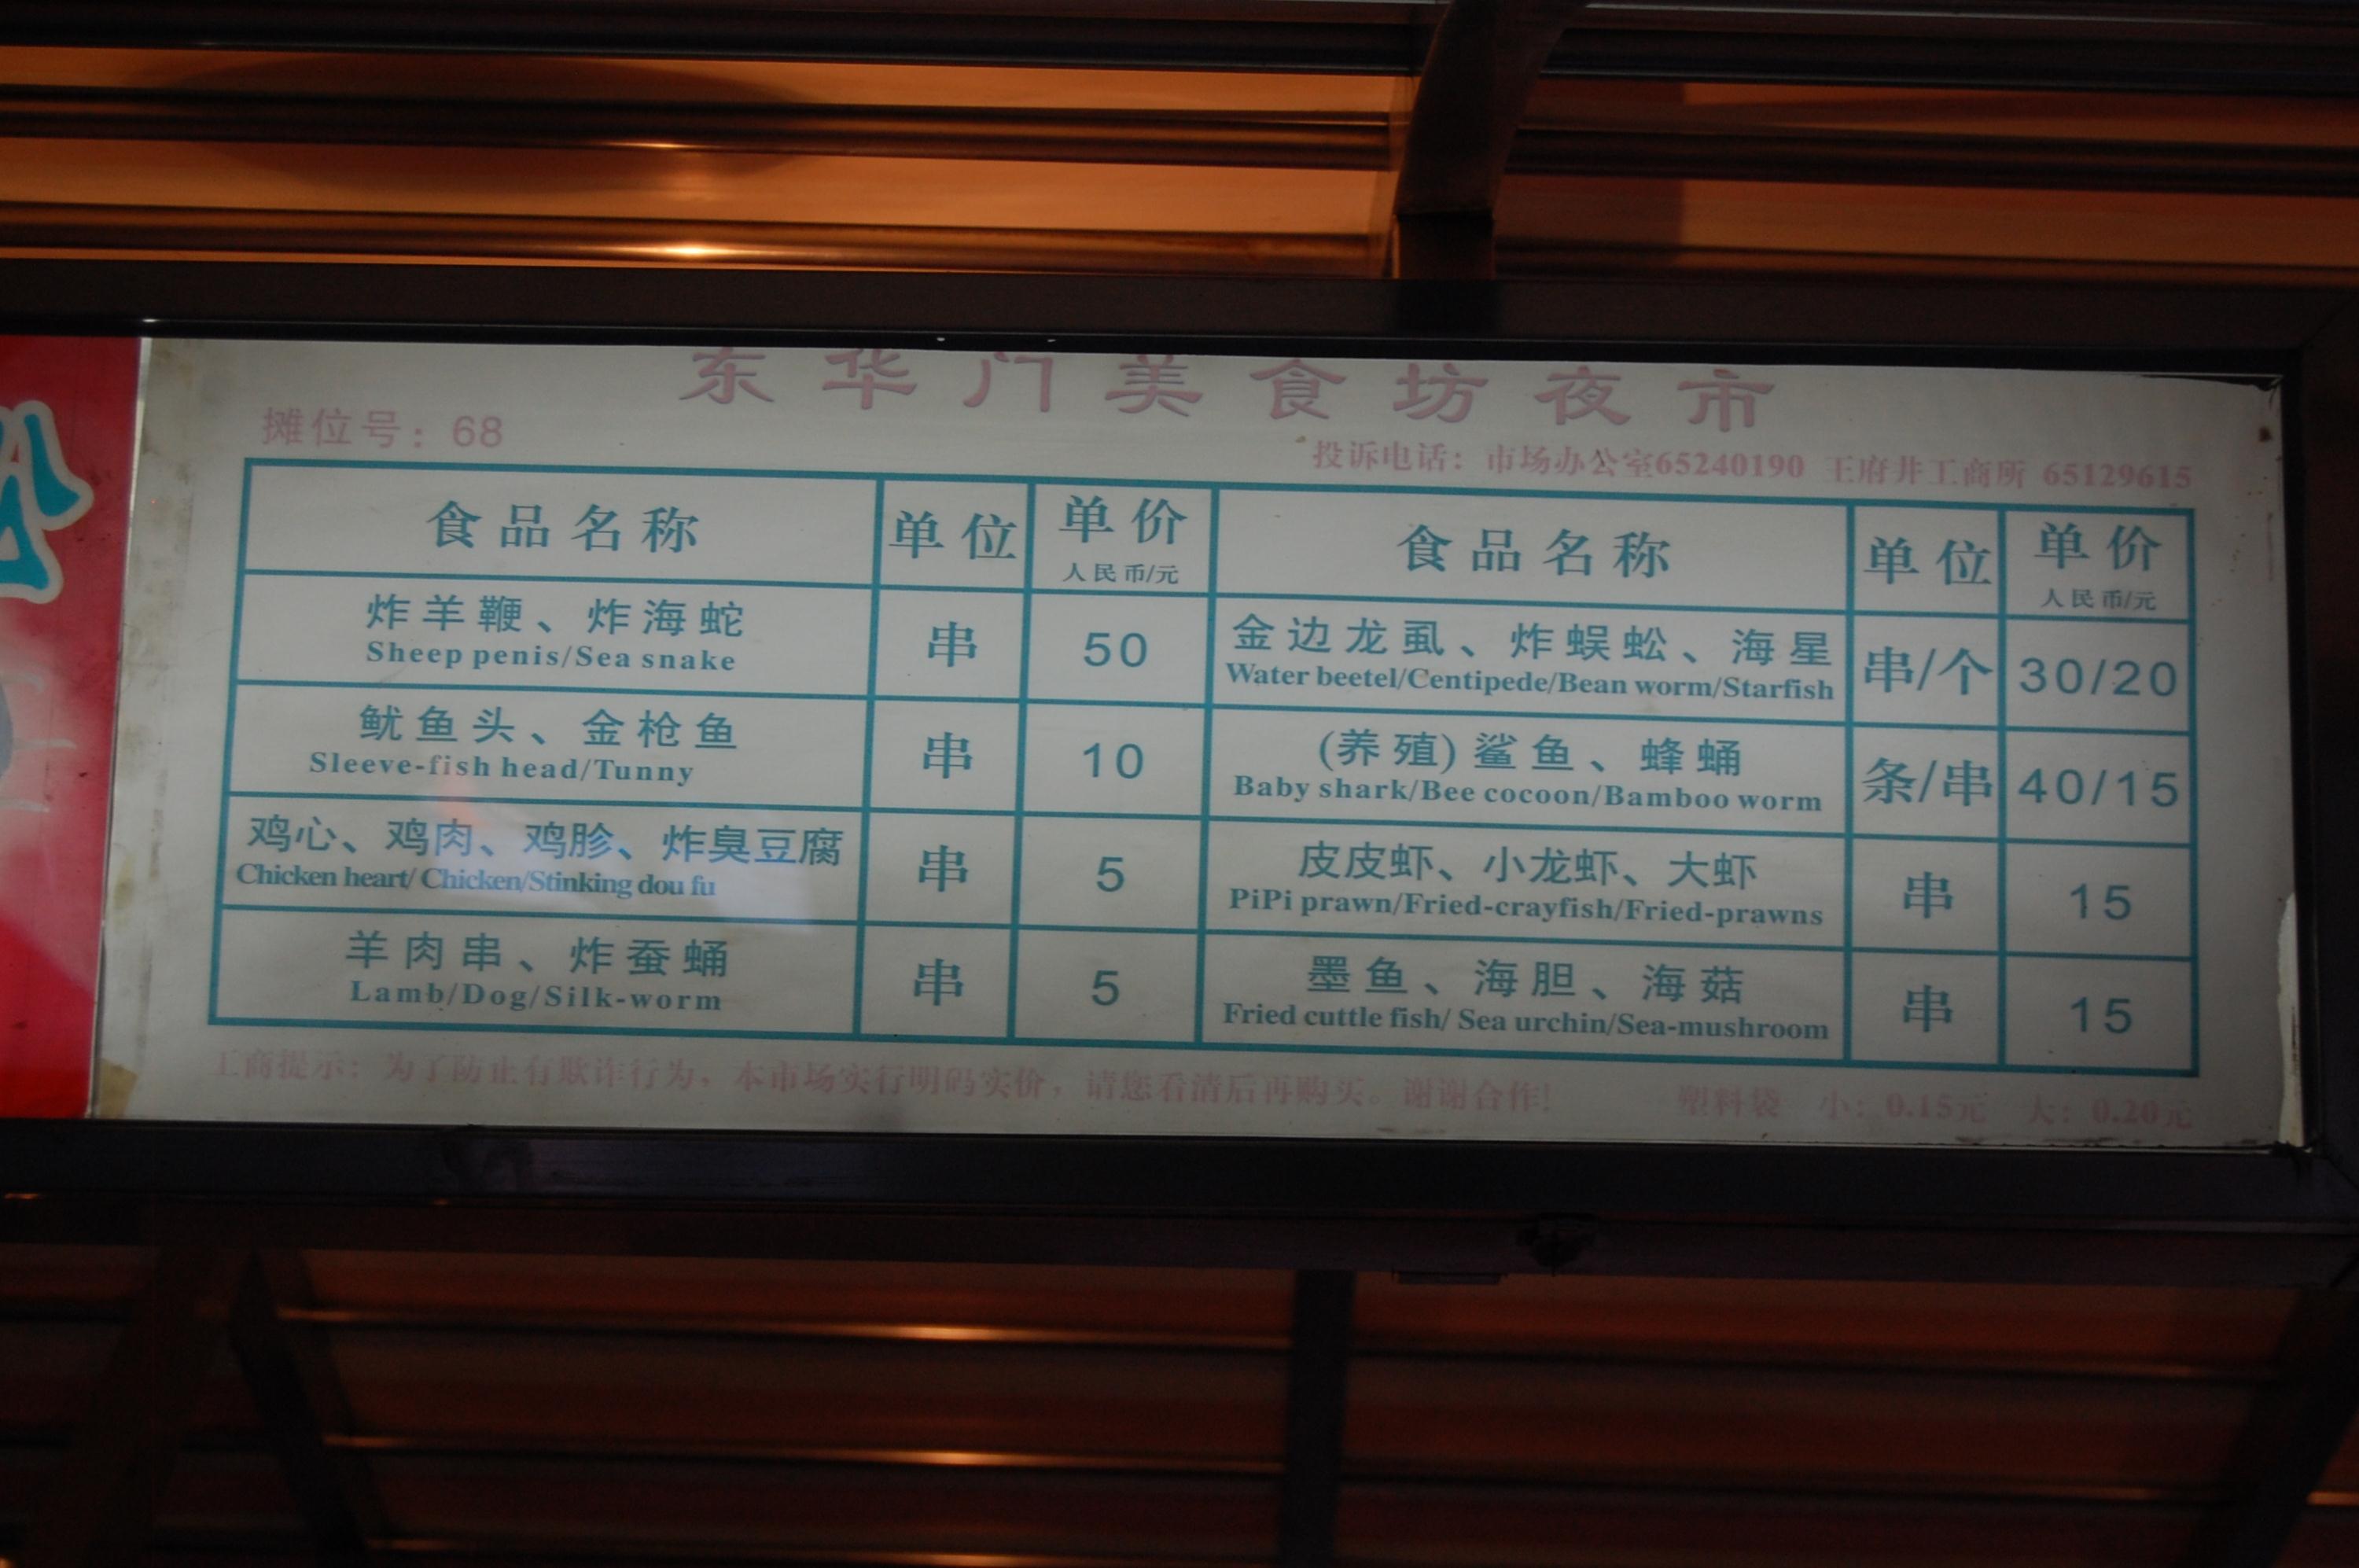 东华门美食坊夜市
摊位号：68
投诉电话：市场办公室65240190 王府井工商所 65129615
食品名称 单位 单价 食品名称 单位 单价
人民币/元 人民币/元
炸羊鞭、炸海蛇 串 50 金边龙虱、炸蜈蚣、海星 串/个 30/20
Sheep penis/Sea snake Water beetel/Centipede/Bean worm/Starfish
鱿鱼头、金枪鱼 串 10 (养殖)鲨鱼、蜂蛹 条/串 40/15
Sleeve-fish head/Tunny Baby shark/Bee cocoon/Bamboo worm
鸡心、鸡肉、鸡胗、炸臭豆腐 串 5 皮皮虾、小龙虾、大虾 串 15
Chicken heart/ Chicken/Stinking dou fu PiPi prawn/Fried-crayfish/Fried-prawns
羊肉串、炸蚕蛹 串 5 墨鱼、海胆、海菇 串 15
Lamb/Dog/Silk-worm Fried cuttle fish/ Sea urchin/Sea-mushroom
工商提示：为了防止有欺诈行为，本市场实行明码实价，请您看清后再购买。谢谢合作! 塑料袋 小：0.15元 大：0.20元